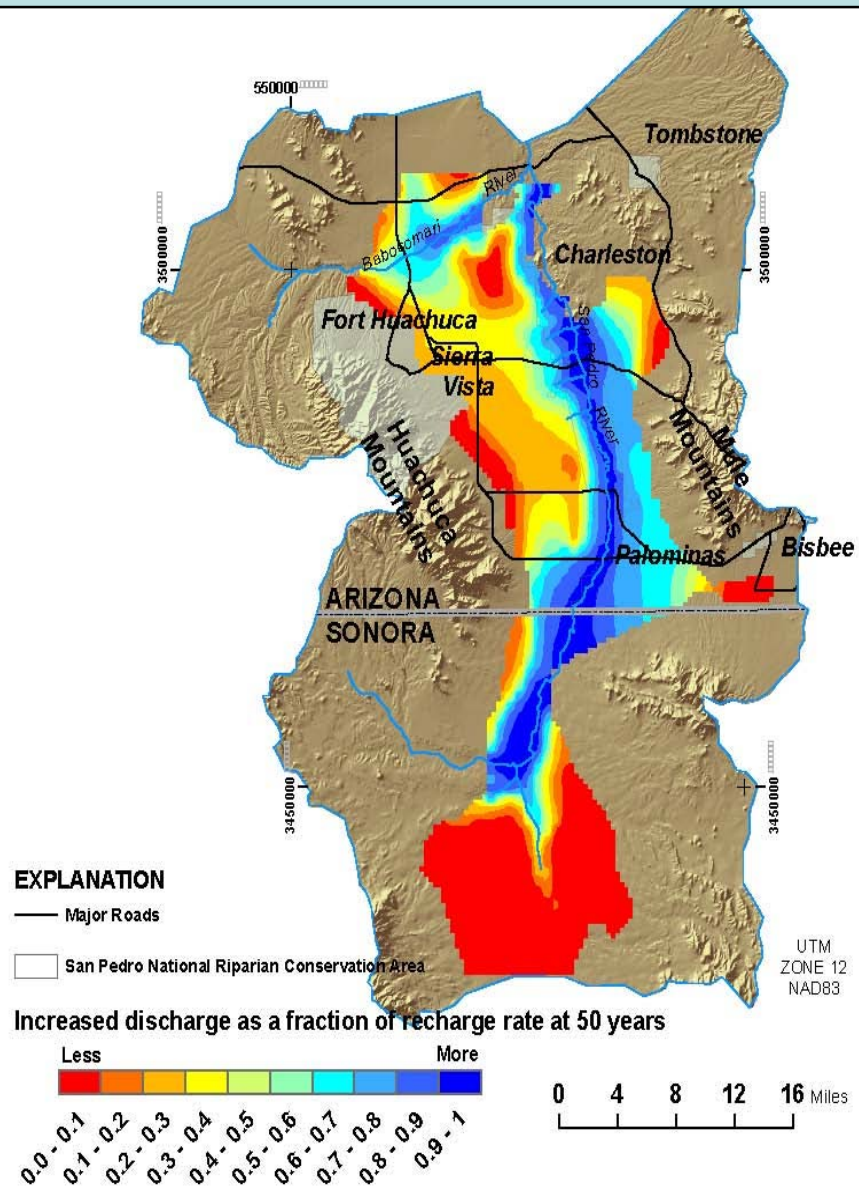 550000
Tombstone
River
Babocomari
3500000
3500000
Charleston
Fort Huachuca
San Pedro
River
Sierra
Vista
Huachuca
Mountains
Mule
Mountains
Palominas
Bisbee
ARIZONA
SONORA
3450000
3450000
EXPLANATION
Major Roads
San Pedro National Riparian Conservation Area
UTM
ZONE 12
NAD83
Increased discharge as a fraction of recharge rate at 50 years
Less More
0.0 - 0.1
0.1 - 0.2
0.2 - 0.3
0.3 - 0.4
0.4 - 0.5
0.5 - 0.6
0.6 - 0.7
0.7 - 0.8
0.8 - 0.9
0.9 - 1
0 4 8 12 16 Miles